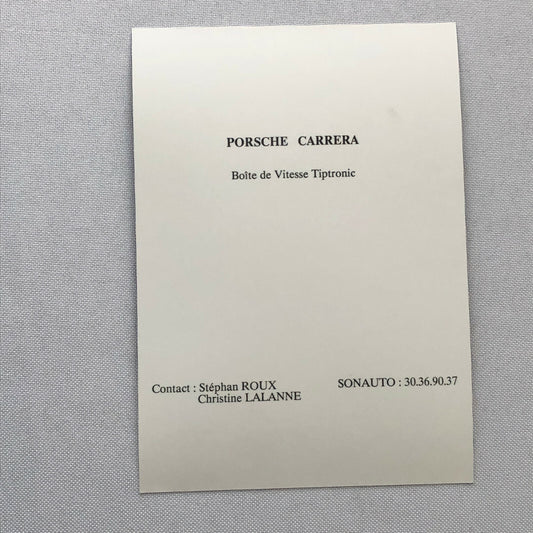 PORSCHE CARRERA
Boîte de Vitesse Tiptronic
Contact : Stéphan ROUX SONAUTO : 30.36.90.37
Christine LALANNE